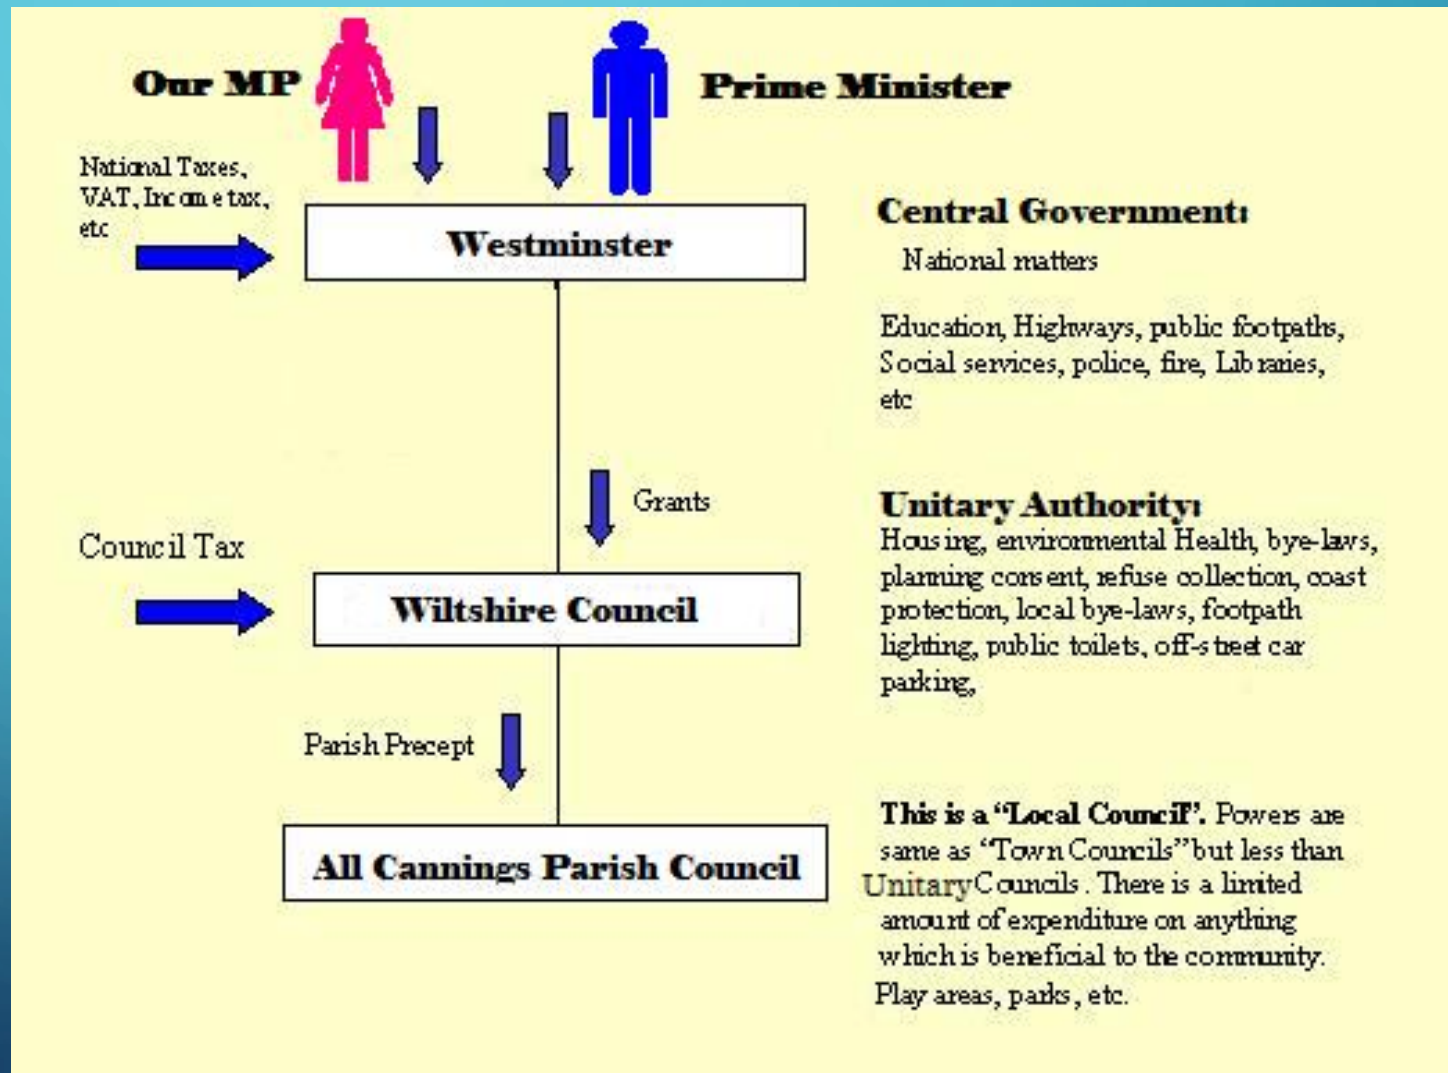 Our MP
Prime Minister
National Taxes,
VAT, Income tax,
etc
Westminster
Central Government:
National matters
Education, Highways, public footpaths,
Social services, police, fire, Libraries,
etc
Grants
Council Tax
Unitary Authority:
Housing, environmental Health, bye-laws,
planning consent, refuse collection, coast
protection, local bye-laws, footpath
lighting, public toilets, off-street car
parking,
Wiltshire Council
Parish Precept
All Cannings Parish Council
This is a “Local Council”. Powers are
same as “Town Councils” but less than
Unitary Councils. There is a limited
amount of expenditure on anything
which is beneficial to the community.
Play areas, parks, etc.